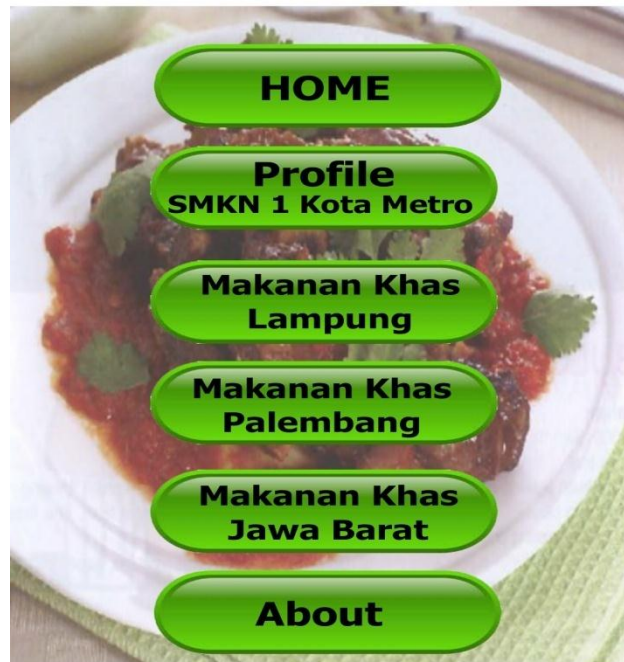 HOME
Profile
SMKN 1 Kota Metro
Makanan Khas
Lampung
Makanan Khas
Palembang
Makanan Khas
Jawa Barat
About